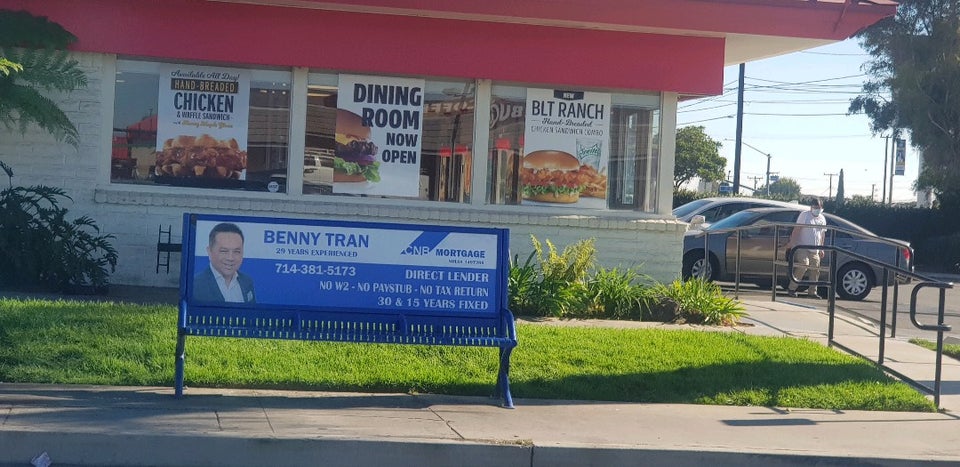 Available All Day!
HAND-BREADED
CHICKEN
& WAFFLE SANDWICH
DINING
ROOM
NOW
OPEN
NEW
BLT RANCH
Hand-Breaded
CHICKEN SANDWICH COMBO
BENNY TRAN
29 YEARS EXPERIENCED
714-381-5173
CNB MORTGAGE
DIRECT LENDER
NO W2 - NO PAYSTUB - NO TAX RETURN
30 & 15 YEARS FIXED